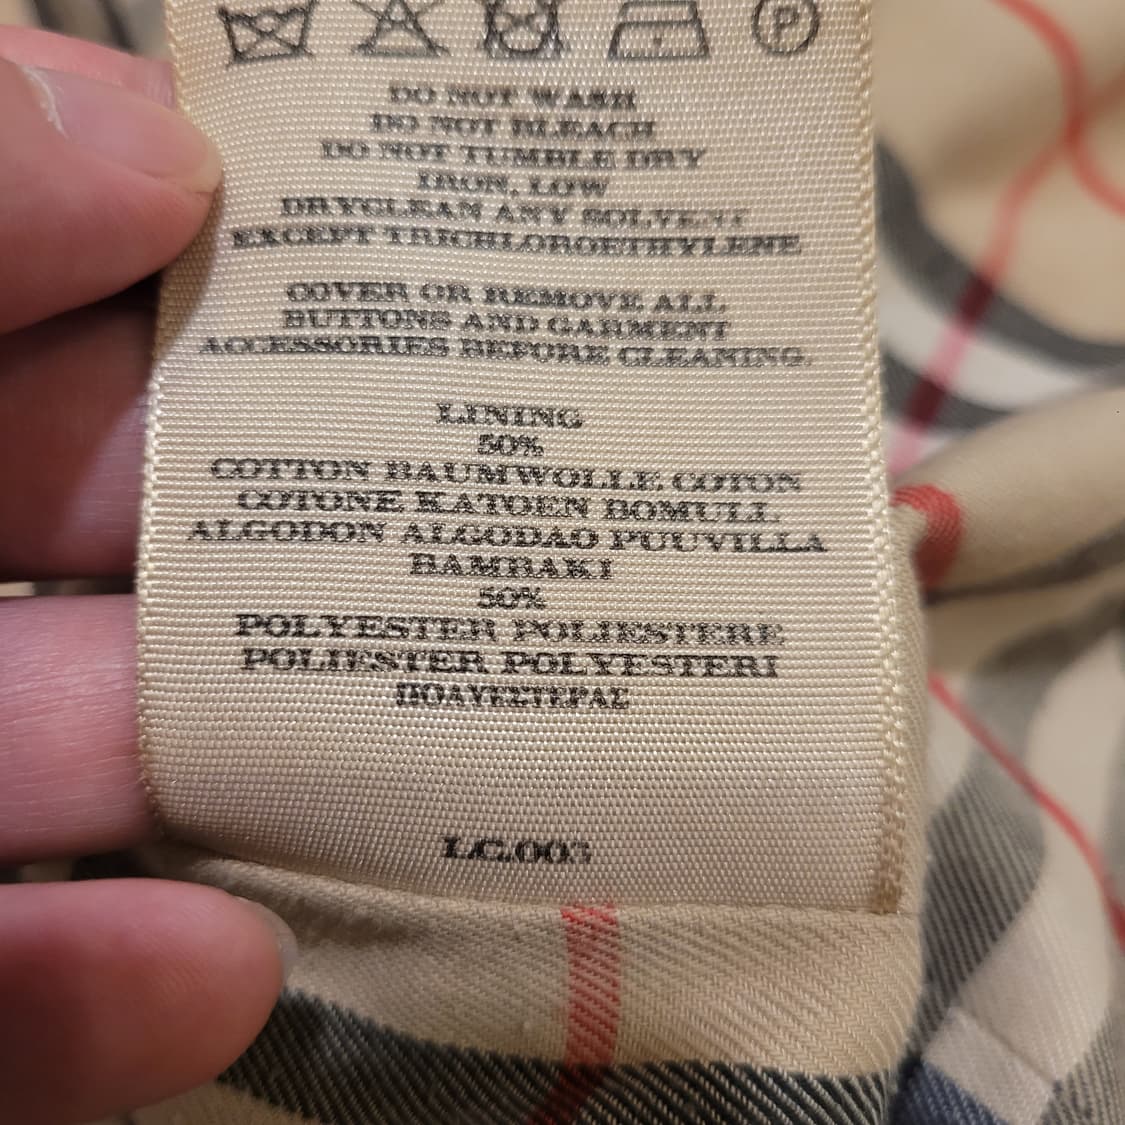 P
DO NOT WASH
DO NOT BLEACH
DO NOT TUMBLE DRY
IRON, LOW
DRYCLEAN ANY SOLVENT
EXCEPT TRICHLOROETHYLENE
COVER OR REMOVE ALL
BUTTONS AND GARMENT
ACCESSORIES BEFORE CLEANING.
LINING
50%
COTTON BAUMWOLLE COTON
COTONE KATOEN BOMULL
ALGODON ALGODAO PUUVILLA
BAMBAKI
50%
POLYESTER POLIESTERE
POLIESTER POLYESTERI
ΠΟΛΥΕΣΤΕΡΑΣ
LC.003